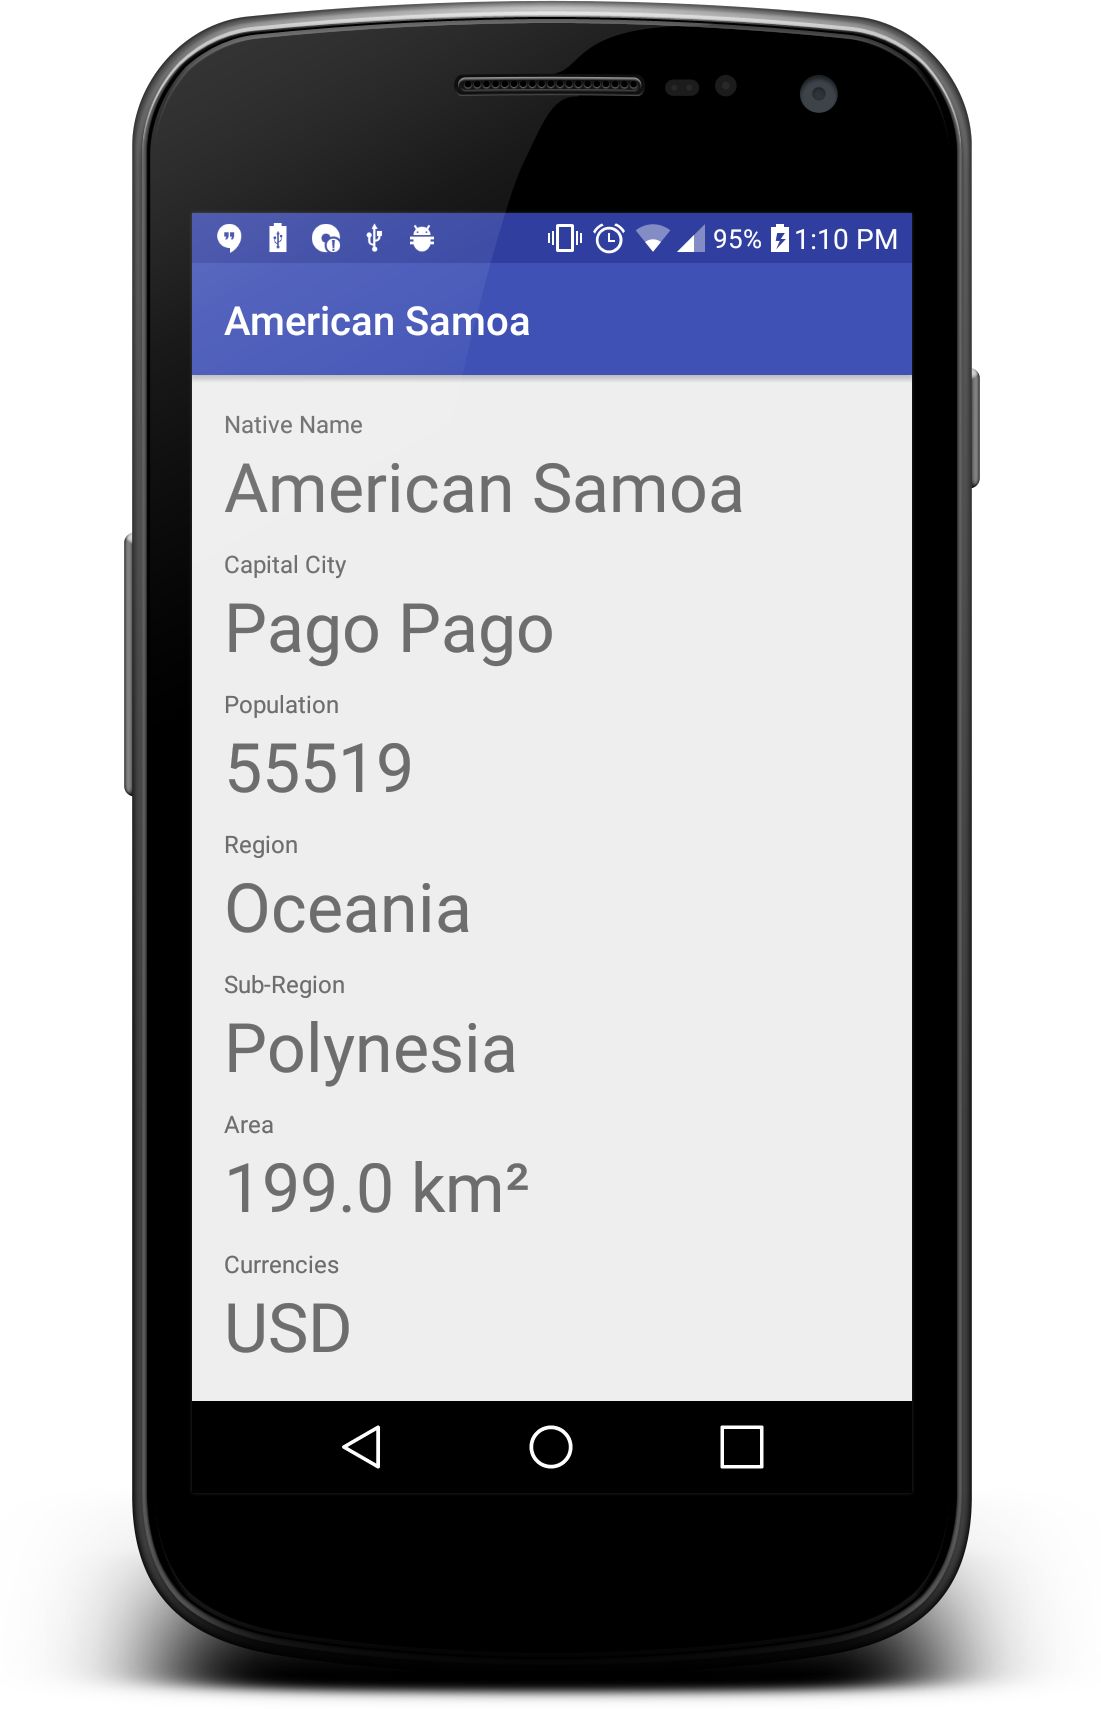 95% 1:10 PM
American Samoa
Native Name
American Samoa
Capital City
Pago Pago
Population
55519
Region
Oceania
Sub-Region
Polynesia
Area
199.0 km²
Currencies
USD